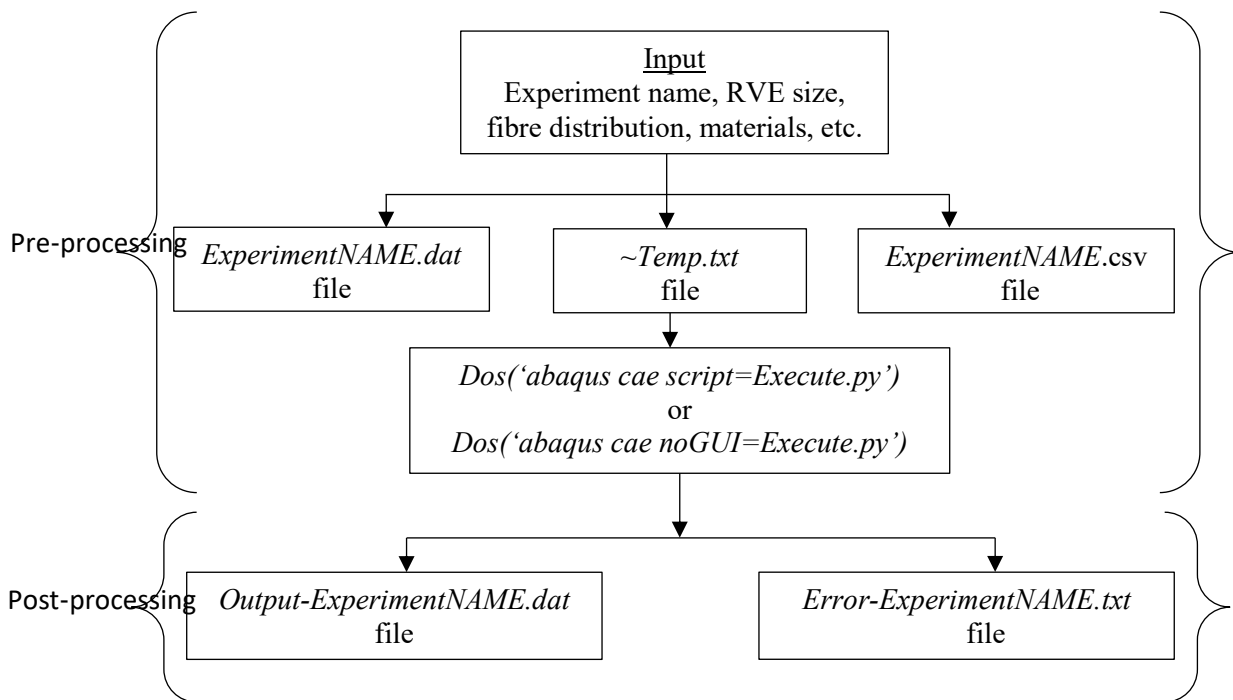 Input
Experiment name, RVE size,
fibre distribution, materials, etc.
Pre-processing
ExperimentNAME.dat
file
~Temp.txt
file
ExperimentNAME.csv
file
Dos(‘abaqus cae script=Execute.py’)
or
Dos(‘abaqus cae noGUI=Execute.py’)
Post-processing
Output-ExperimentNAME.dat
file
Error-ExperimentNAME.txt
file